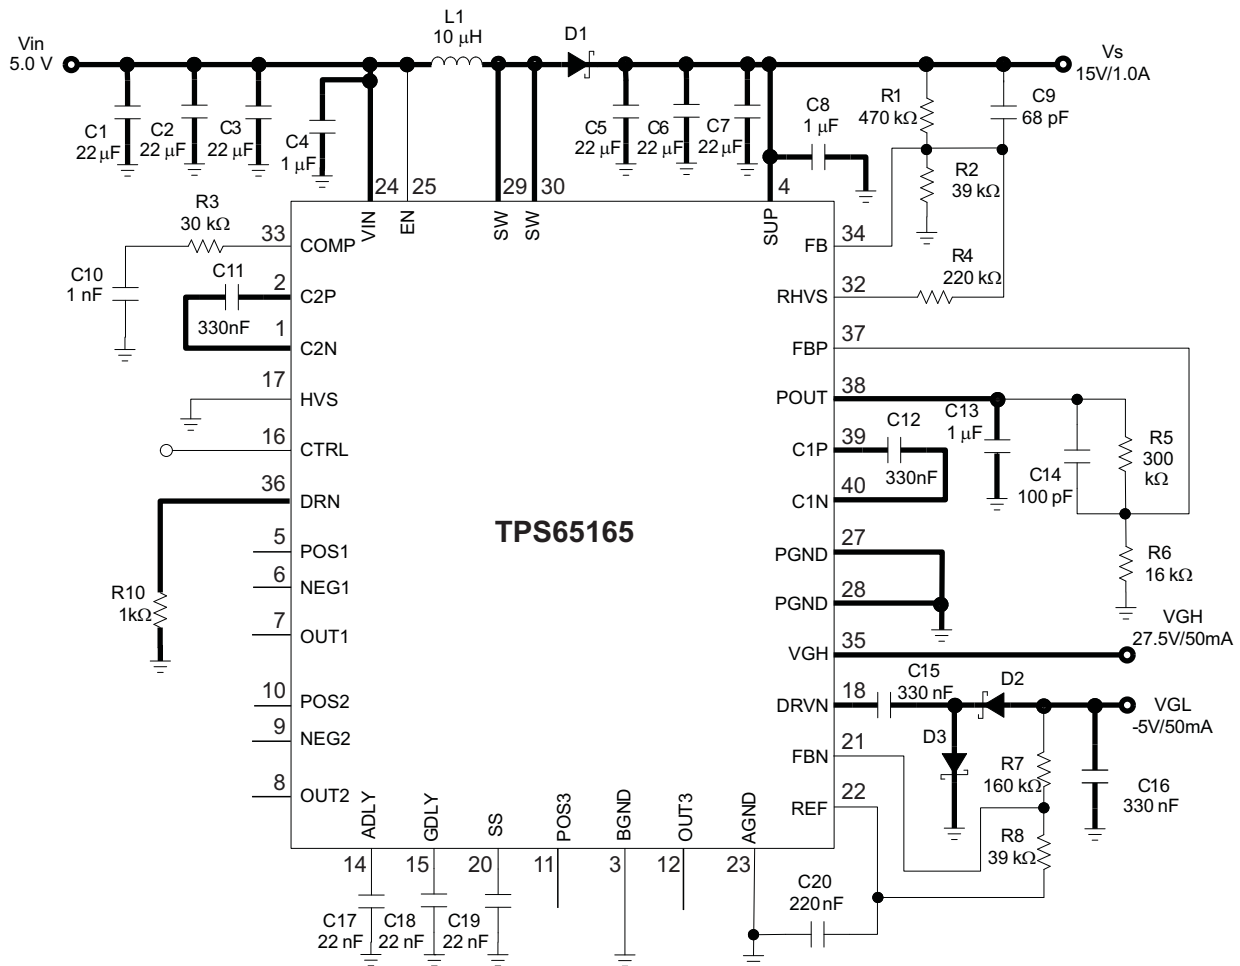 L1
10 µH
D1
Vin
5.0 V
Vs
15V/1.0A
C1
22 µF
C2
22 µF
C3
22 µF
C4
1 µF
C5
22 µF
C6
22 µF
C7
22 µF
C8
1 µF
R1
470 kΩ
C9
68 pF
R2
39 kΩ
24
25
29
30
4
VIN
EN
SW
SW
SUP
R3
30 kΩ
33
COMP
C10
1 nF
C11
330nF
2
C2P
1
C2N
17
HVS
16
CTRL
36
DRN
R10
1kΩ
5
POS1
6
NEG1
7
OUT1
10
POS2
9
NEG2
8
OUT2
TPS65165
34
FB
R4
220 kΩ
32
RHVS
37
FBP
38
POUT
C13
1 µF
C12
330nF
39
C1P
40
C1N
C14
100 pF
R5
300
kΩ
27
PGND
28
PGND
R6
16 kΩ
35
VGH
VGH
27.5V/50mA
C15
330 nF
D2
18
DRVN
VGL
-5V/50mA
21
FBN
D3
R7
160 kΩ
C16
330 nF
22
REF
R8
39 kΩ
ADLY
GDLY
SS
POS3
BGND
OUT3
AGND
14
15
20
11
3
12
23
C17
22 nF
C18
22 nF
C19
22 nF
C20
220 nF